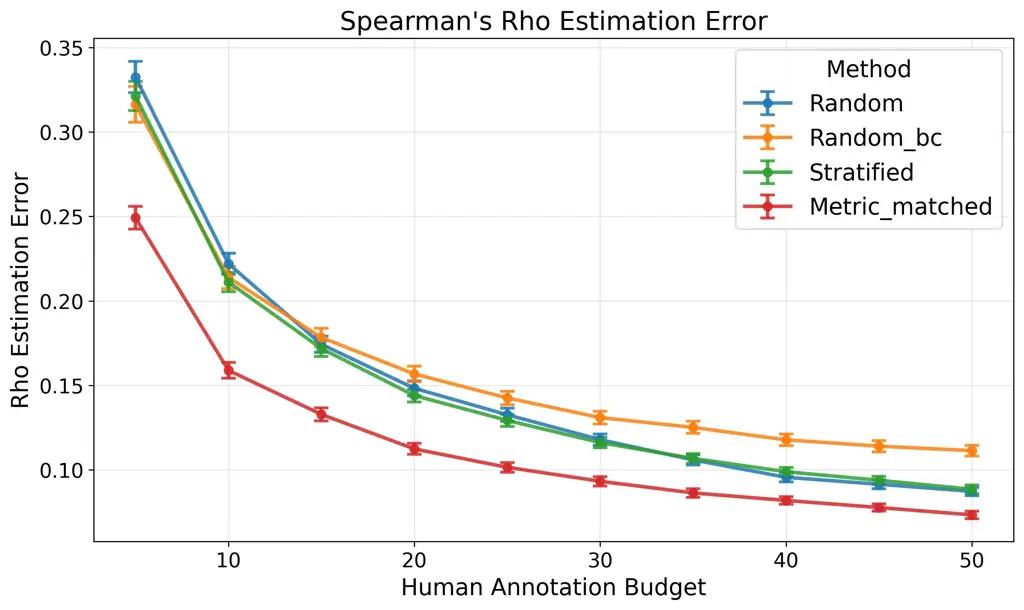 Spearman's Rho Estimation Error
Rho Estimation Error
0.35
0.30
0.25
0.20
0.15
0.10
Method
Random
Random_bc
Stratified
Metric_matched
10
20
30
40
50
Human Annotation Budget